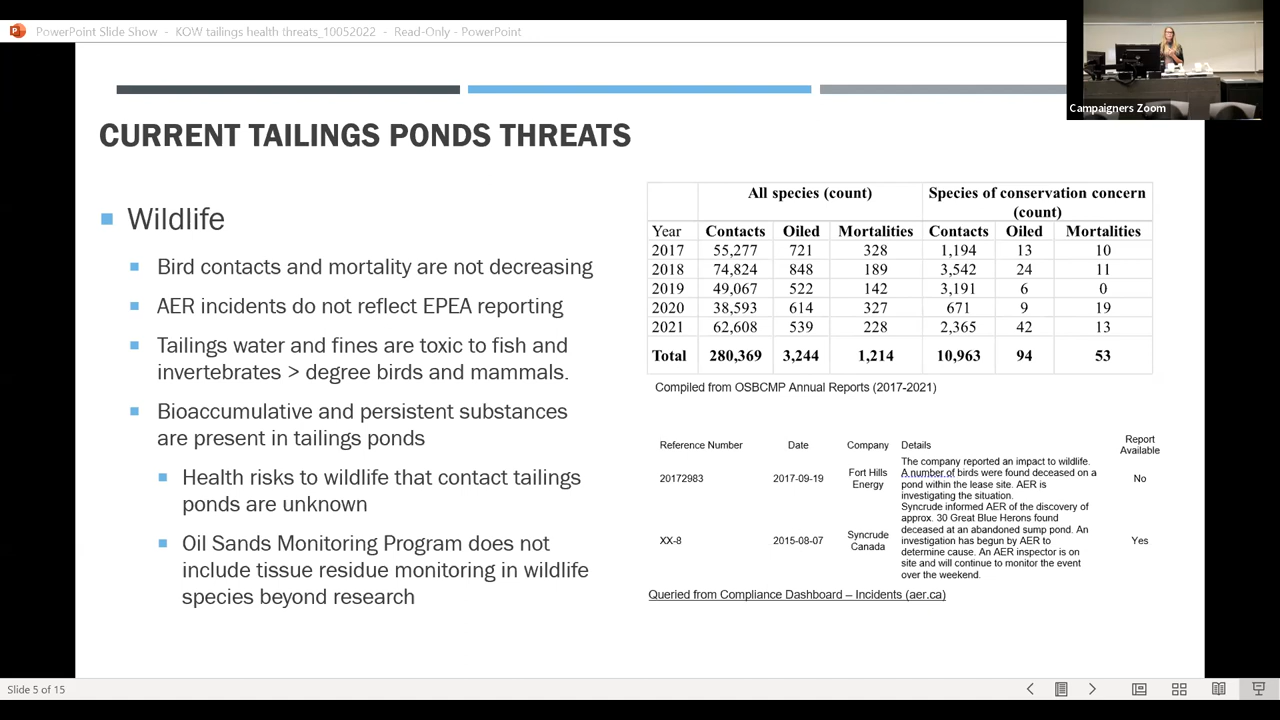 PowerPoint Slide Show - KOW tailings health threats_10052022 - Read-Only - PowerPoint
Campaigners Zoom
CURRENT TAILINGS PONDS THREATS
Wildlife
Bird contacts and mortality are not decreasing
AER incidents do not reflect EPEA reporting
Tailings water and fines are toxic to fish and
invertebrates > degree birds and mammals.
Bioaccumulative and persistent substances
are present in tailings ponds
Health risks to wildlife that contact tailings
ponds are unknown
Oil Sands Monitoring Program does not
include tissue residue monitoring in wildlife
species beyond research
All species (count) Species of conservation concern
(count)
Year Contacts Oiled Mortalities Contacts Oiled Mortalities
2017 55,277 721 328 1,194 13 10
2018 74,824 848 189 3,542 24 11
2019 49,067 522 142 3,191 6 0
2020 38,593 614 327 671 9 19
2021 62,608 539 228 2,365 42 13
Total 280,369 3,244 1,214 10,963 94 53
Compiled from OSBCMP Annual Reports (2017-2021)
Reference Number Date Company Details Report
Available
20172983 2017-09-19 Fort Hills
Energy
The company reported an impact to wildlife.
A number of birds were found deceased on a
pond within the lease site. AER is
investigating the situation.
No
XX-8 2015-08-07 Syncrude
Canada
Syncrude informed AER of the discovery of
approx. 30 Great Blue Herons found
deceased at an abandoned sump pond. An
investigation has begun by AER to
determine cause. An AER inspector is on
site and will continue to monitor the event
over the weekend.
Yes
Queried from Compliance Dashboard – Incidents (aer.ca)
Slide 5 of 15